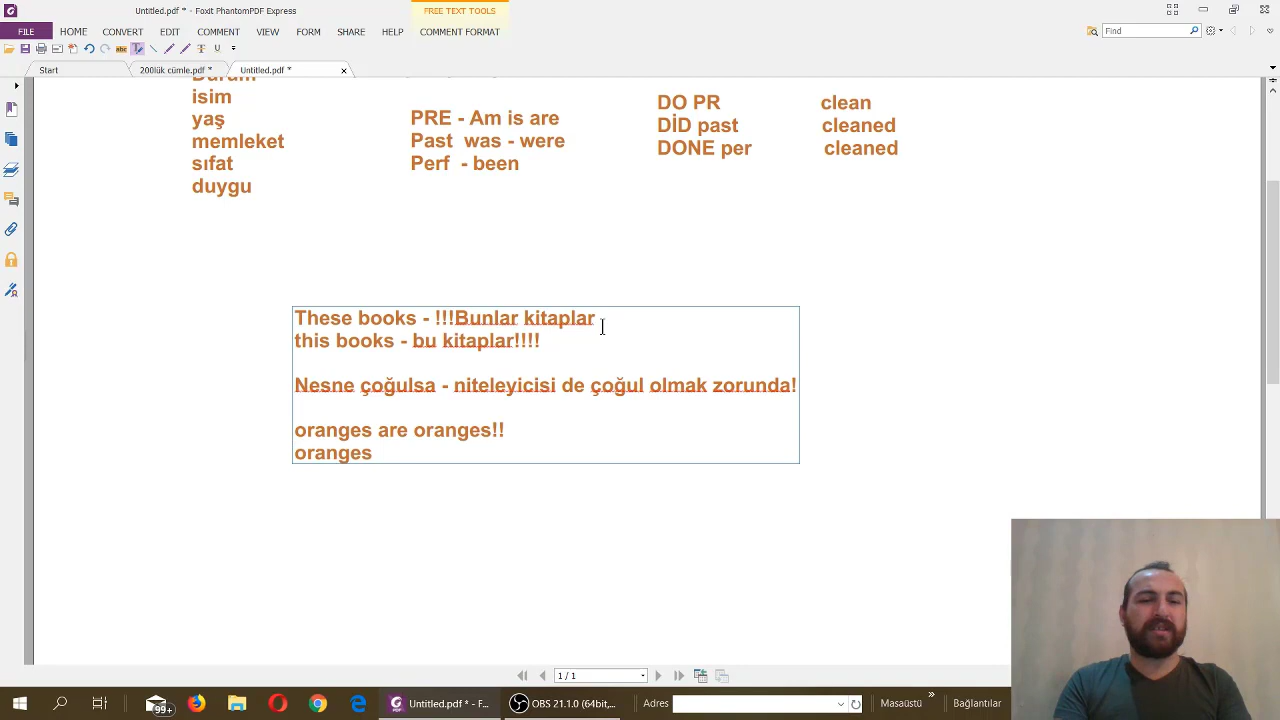 Untitled.pdf * - Foxit PhantomPDF Express
FREE TEXT TOOLS
FILE HOME CONVERT EDIT COMMENT VIEW FORM SHARE HELP COMMENT FORMAT
Find
Start 200lük cümle.pdf * Untitled.pdf *
Durum
isim
yaş
memleket
sıfat
duygu
PRE - Am is are
Past was - were
Perf - been
DO PR clean
DİD past cleaned
DONE per cleaned
These books - !!!Bunlar kitaplar
this books - bu kitaplar!!!!
Nesne çoğulsa - niteleyicisi de çoğul olmak zorunda!
oranges are oranges!!
oranges
1 / 1
99+ Untitled.pdf * - F... OBS 21.1.0 (64bit,... Adres Masaüstü Bağlantılar